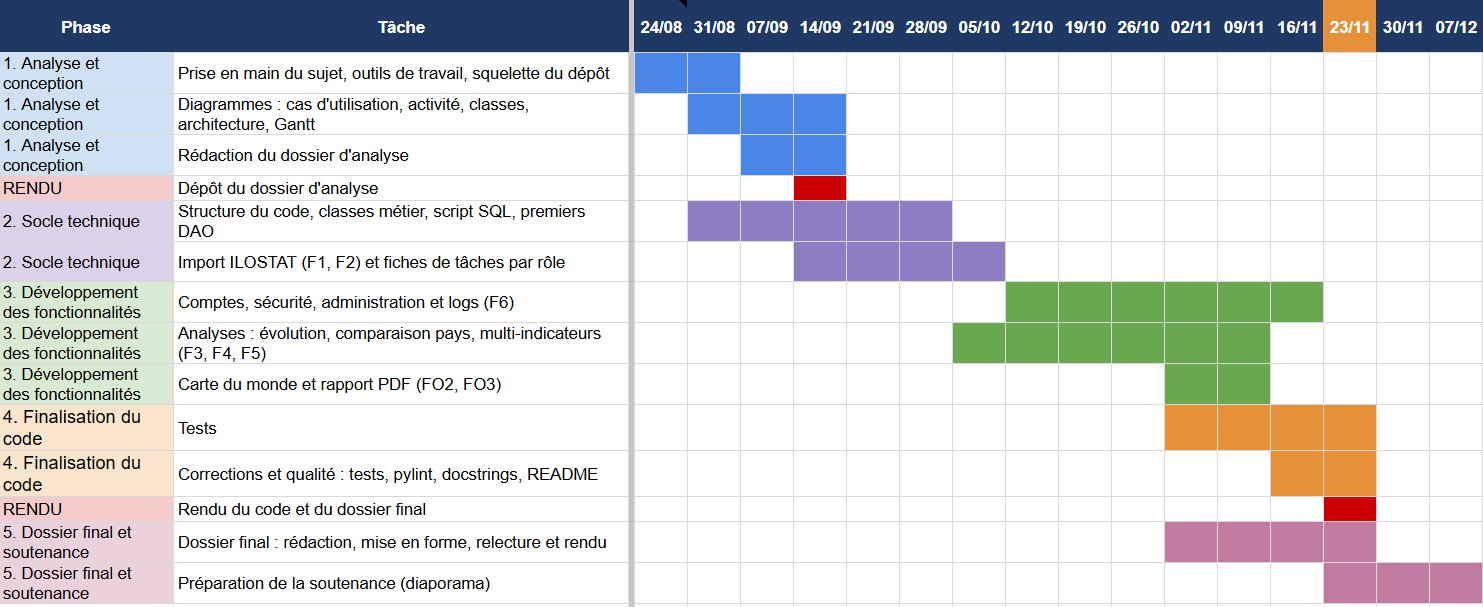 Phase Tâche 24/08 31/08 07/09 14/09 21/09 28/09 05/10 12/10 19/10 26/10 02/11 09/11 16/11 23/11 30/11 07/12
1. Analyse et
conception
Prise en main du sujet, outils de travail, squelette du dépôt
1. Analyse et
conception
Diagrammes : cas d'utilisation, activité, classes,
architecture, Gantt
1. Analyse et
conception
Rédaction du dossier d'analyse
RENDU
Dépôt du dossier d'analyse
2. Socle technique
Structure du code, classes métier, script SQL, premiers
DAO
2. Socle technique
Import ILOSTAT (F1, F2) et fiches de tâches par rôle
3. Développement
des fonctionnalités
Comptes, sécurité, administration et logs (F6)
3. Développement
des fonctionnalités
Analyses : évolution, comparaison pays, multi-indicateurs
(F3, F4, F5)
3. Développement
des fonctionnalités
Carte du monde et rapport PDF (FO2, FO3)
4. Finalisation du
code
Tests
4. Finalisation du
code
Corrections et qualité : tests, pylint, docstrings, README
RENDU
Rendu du code et du dossier final
5. Dossier final et
soutenance
Dossier final : rédaction, mise en forme, relecture et rendu
5. Dossier final et
soutenance
Préparation de la soutenance (diaporama)